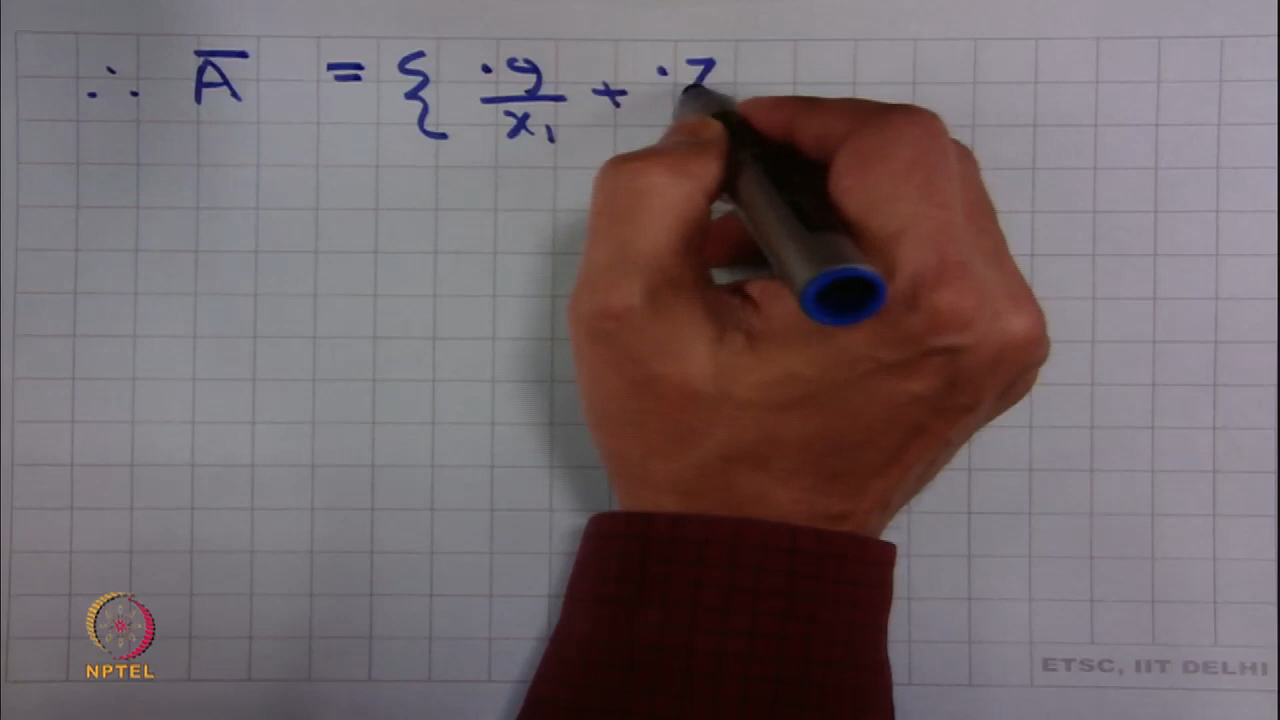 ∴ A̅ = { .9/x₁ + .7
NPTEL
ETSC, IIT DELHI